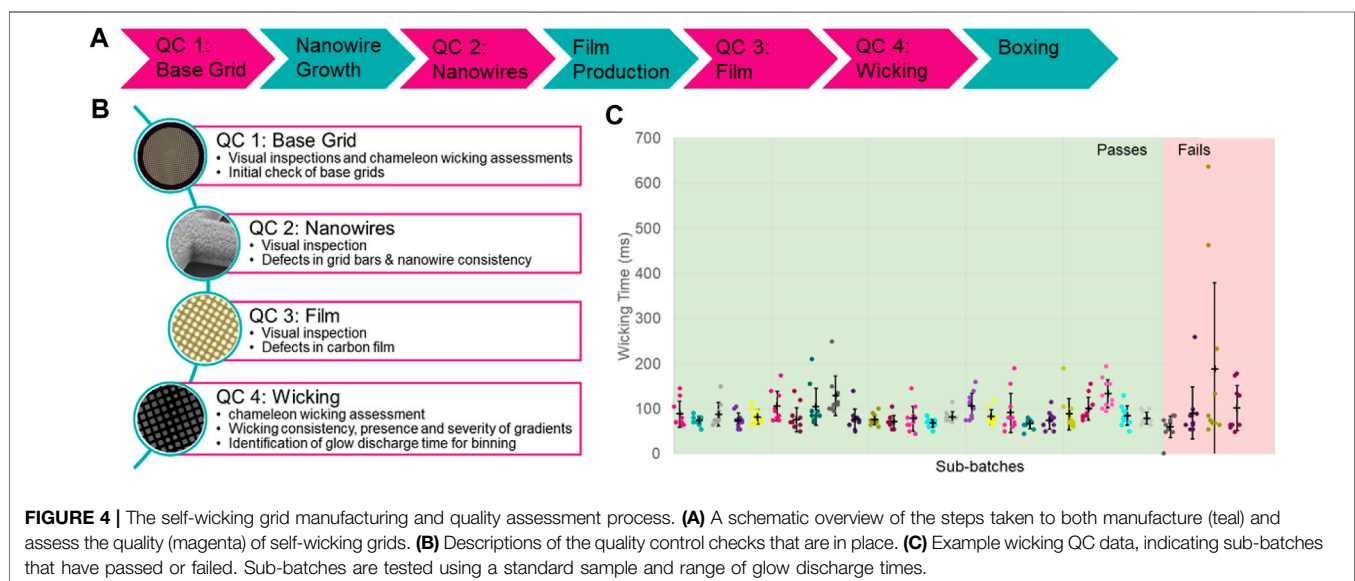 A
QC 1:
Base Grid
Nanowire
Growth
QC 2:
Nanowires
Film
Production
QC 3:
Film
QC 4:
Wicking
Boxing
B
QC 1: Base Grid
• Visual inspections and chameleon wicking assessments
• Initial check of base grids
QC 2: Nanowires
• Visual inspection
• Defects in grid bars & nanowire consistency
QC 3: Film
• Visual inspection
• Defects in carbon film
QC 4: Wicking
• chameleon wicking assessment
• Wicking consistency, presence and severity of gradients
• Identification of glow discharge time for binning
C
Passes
Fails
Wicking Time (ms)
700
600
500
400
300
200
100
0
Sub-batches
FIGURE 4 | The self-wicking grid manufacturing and quality assessment process. (A) A schematic overview of the steps taken to both manufacture (teal) and
assess the quality (magenta) of self-wicking grids. (B) Descriptions of the quality control checks that are in place. (C) Example wicking QC data, indicating sub-batches
that have passed or failed. Sub-batches are tested using a standard sample and range of glow discharge times.